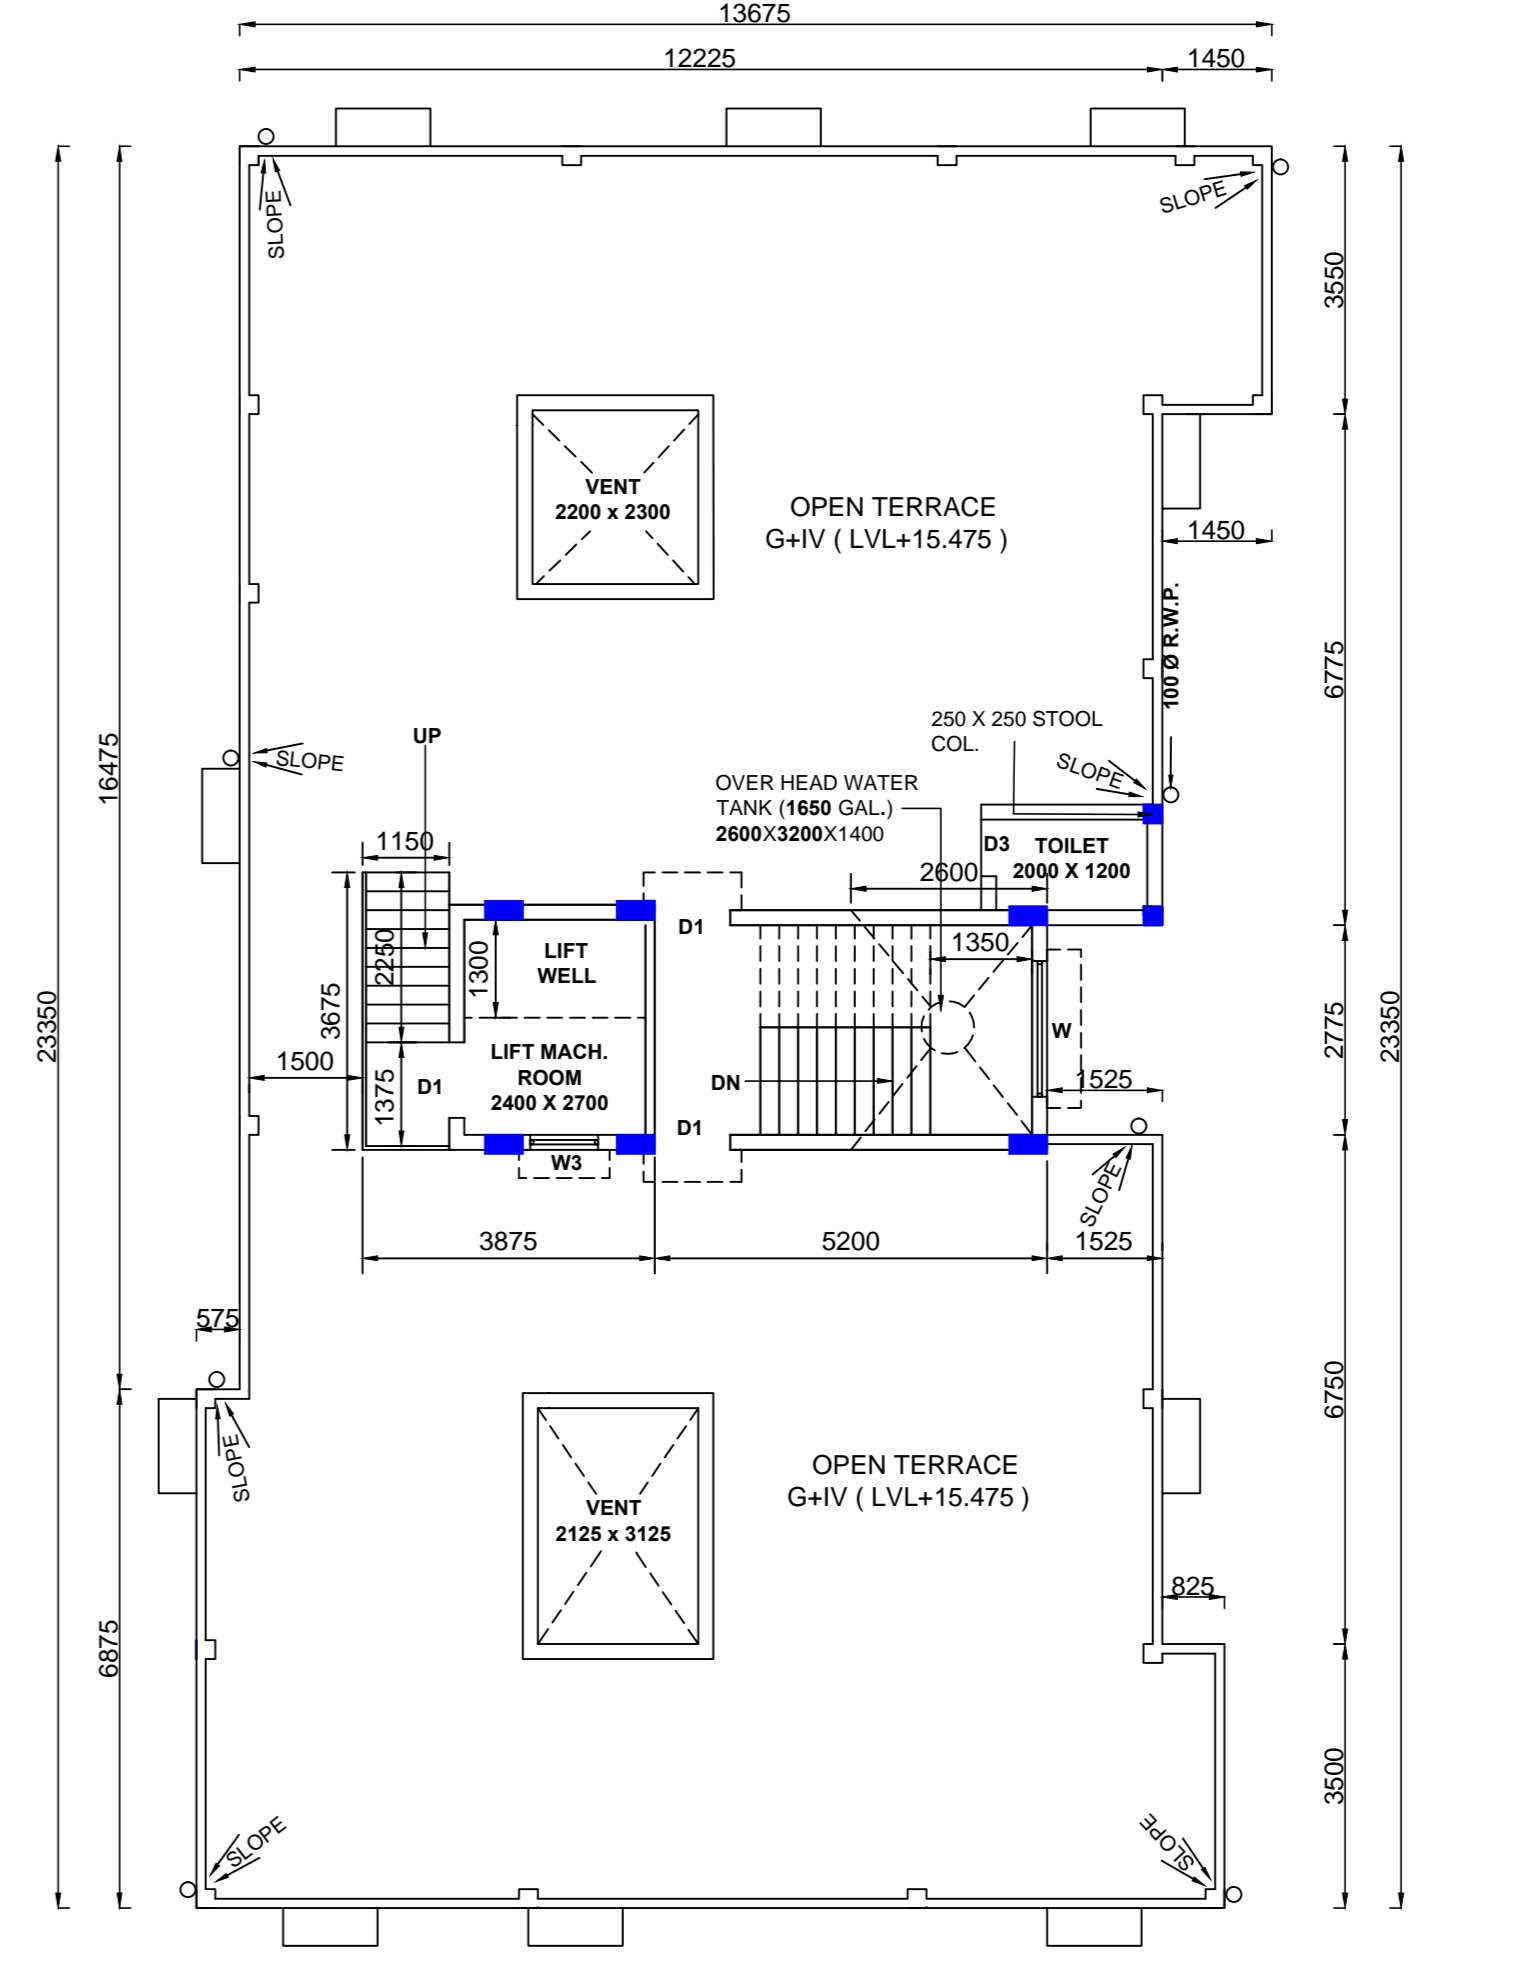 13675
12225
1450
SLOPE
SLOPE
3550
VENT
2200 x 2300
OPEN TERRACE
G+IV ( LVL+15.475 )
1450
100 Ø R.W.P.
6775
16475
UP
SLOPE
250 X 250 STOOL
COL.
SLOPE
OVER HEAD WATER
TANK (1650 GAL.)
2600X3200X1400
1150
D3
TOILET
2000 X 1200
2600
D1
2250
1300
LIFT
WELL
1350
23350
3675
2775
23350
W
LIFT MACH.
ROOM
2400 X 2700
1500
1375
D1
DN
1525
D1
W3
SLOPE
3875
5200
1525
575
6750
SLOPE
OPEN TERRACE
G+IV ( LVL+15.475 )
VENT
2125 x 3125
825
6875
3500
SLOPE
SLOPE